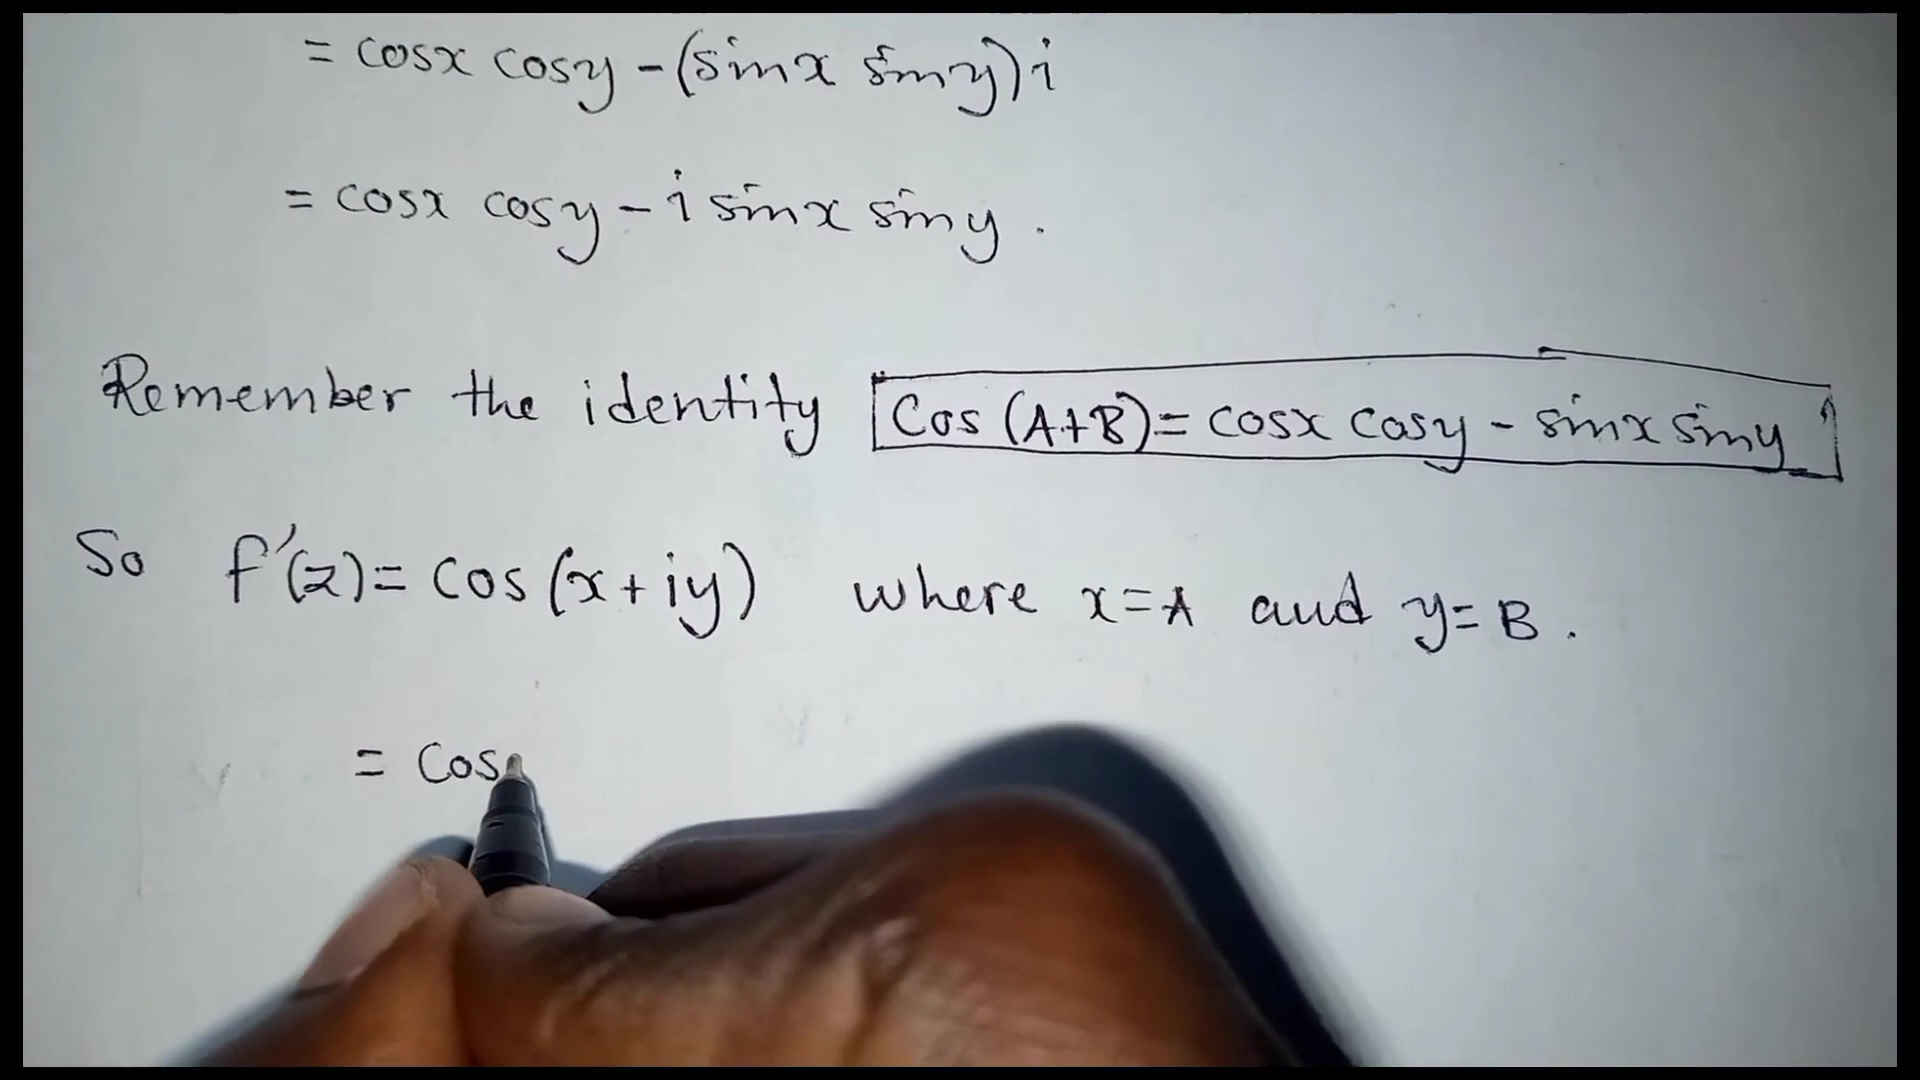 = cosx cosy - (sinx siny)i
= cosx cosy - i sinx siny.
Remember the identity Cos (A+B) = cosx cosy - sinx siny
So f'(z) = cos (x + iy) where x = A and y = B.
= Cos